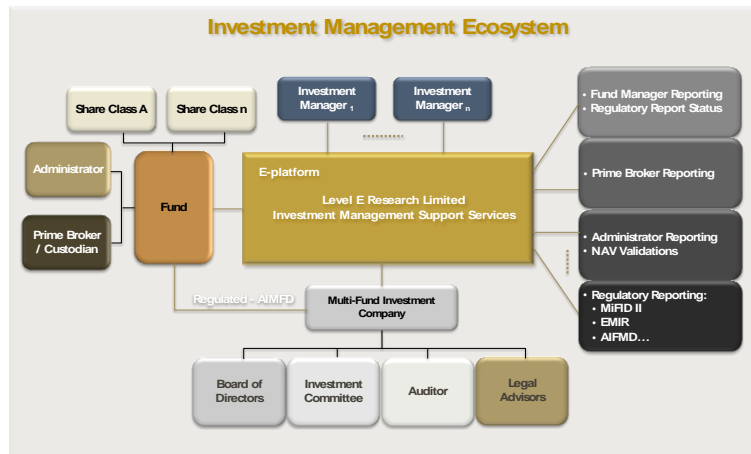 Investment Management Ecosystem
Share Class A
Share Class n
Investment
Manager 1
Investment
Manager n
• Fund Manager Reporting
• Regulatory Report Status
Administrator
Prime Broker
/ Custodian
Fund
E-platform
Level E Research Limited
Investment Management Support Services
• Prime Broker Reporting
• Administrator Reporting
• NAV Validations
• Regulatory Reporting:
• MiFID II
• EMIR
• AIFMD...
Regulated - AIMFD
Multi-Fund Investment
Company
Board of
Directors
Investment
Committee
Auditor
Legal
Advisors